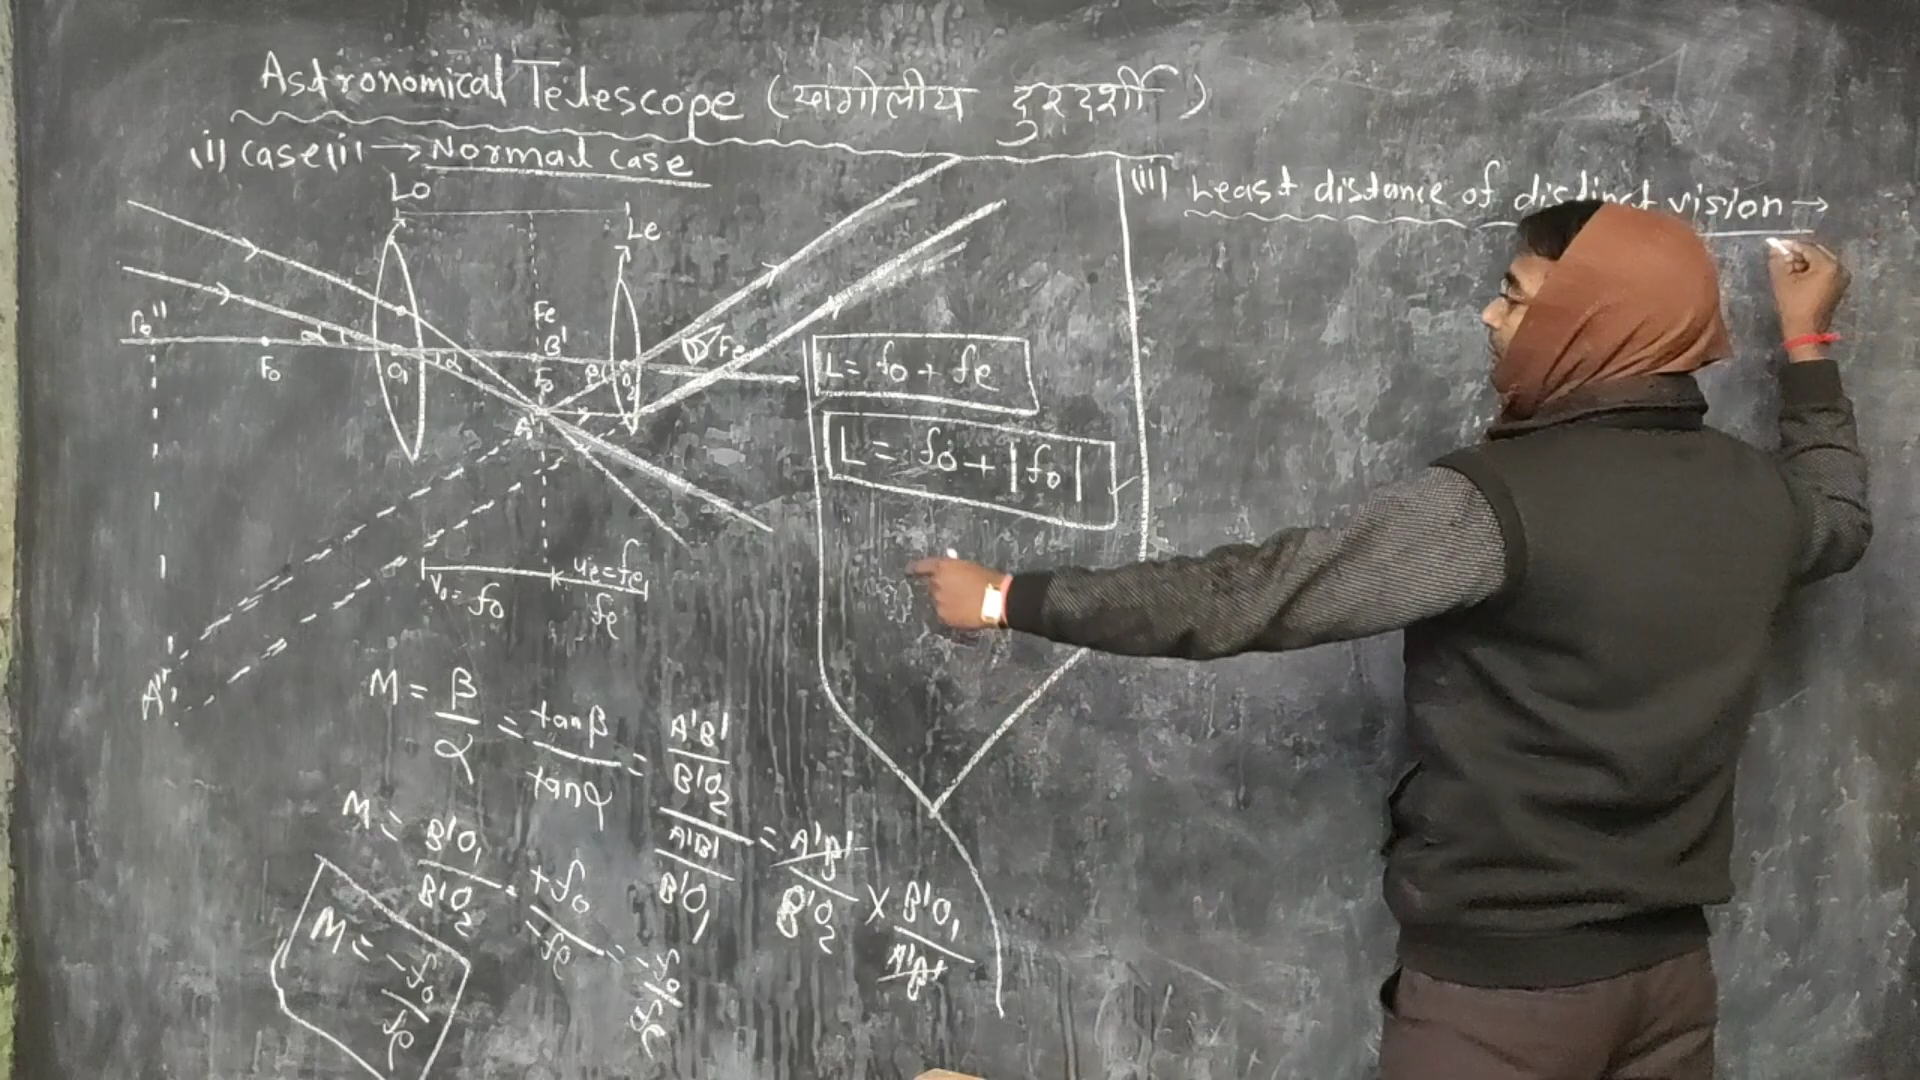 Astronomical Telescope (खगोलीय दुरदर्शी)
(i) case(i) → Normal case
(ii) Least distance of distinct vision →
Lo
Le
Fe
B'
Fo
α
O1
α
Fo
β
O2
Fe
A'
L = fo + fe
L = fo + |fo|
Vo = fo
ue = fe
fe
A''
M = β/α = tanβ/tanα = A'B'/B'O2 / A'B'/B'O1 = A'B'/B'O2 × B'O1/A'B'
M = B'O1/B'O2 = +fo/-fe = -fo/fe
M = -fo/fe